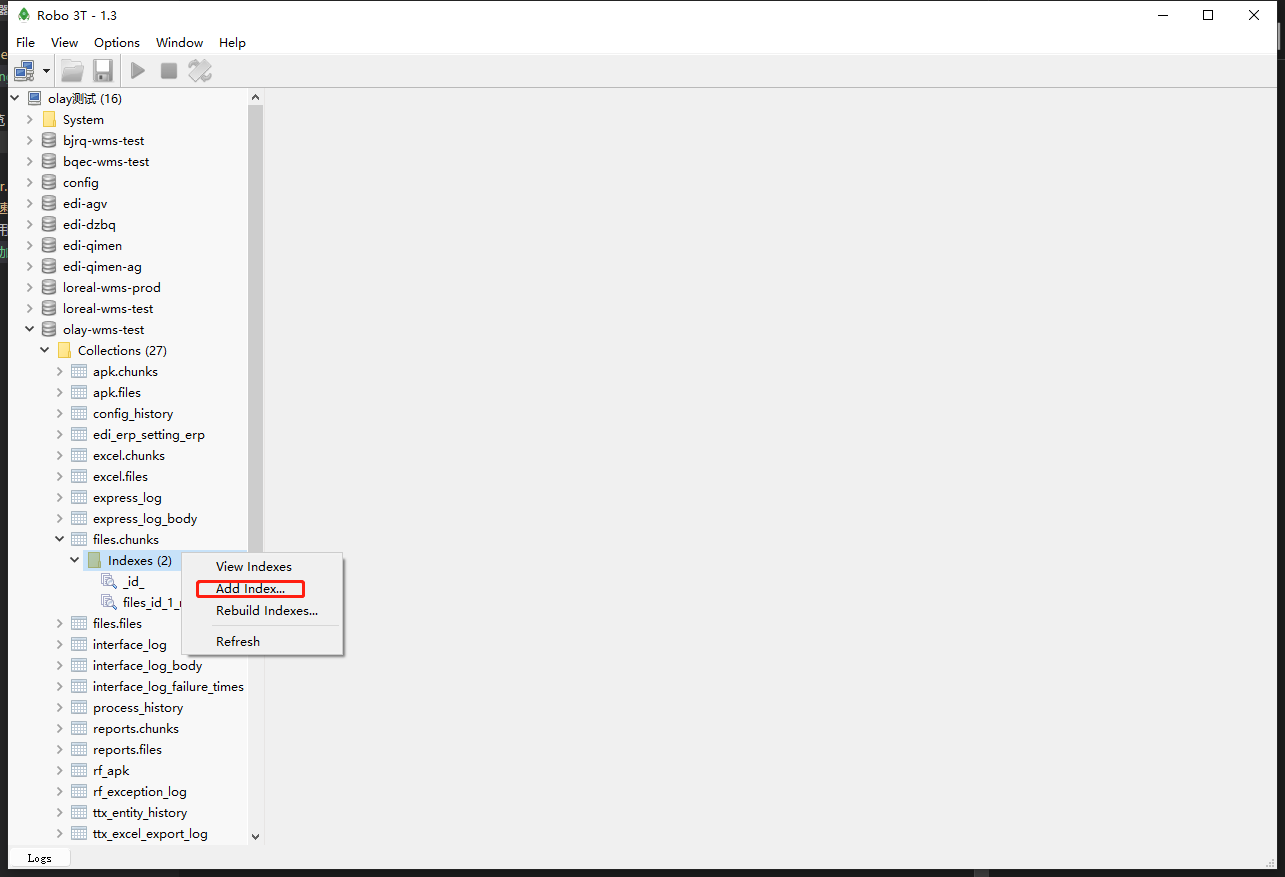 Robo 3T - 1.3
File View Options Window Help
olay测试 (16)
System
bjrq-wms-test
bqec-wms-test
config
edi-agv
edi-dzbq
edi-qimen
edi-qimen-ag
loreal-wms-prod
loreal-wms-test
olay-wms-test
Collections (27)
apk.chunks
apk.files
config_history
edi_erp_setting_erp
excel.chunks
excel.files
express_log
express_log_body
files.chunks
Indexes (2)
View Indexes
_id_
Add Index...
files_id_1_
Rebuild Indexes...
files.files
Refresh
interface_log
interface_log_body
interface_log_failure_times
process_history
reports.chunks
reports.files
rf_apk
rf_exception_log
ttx_entity_history
ttx_excel_export_log
Logs